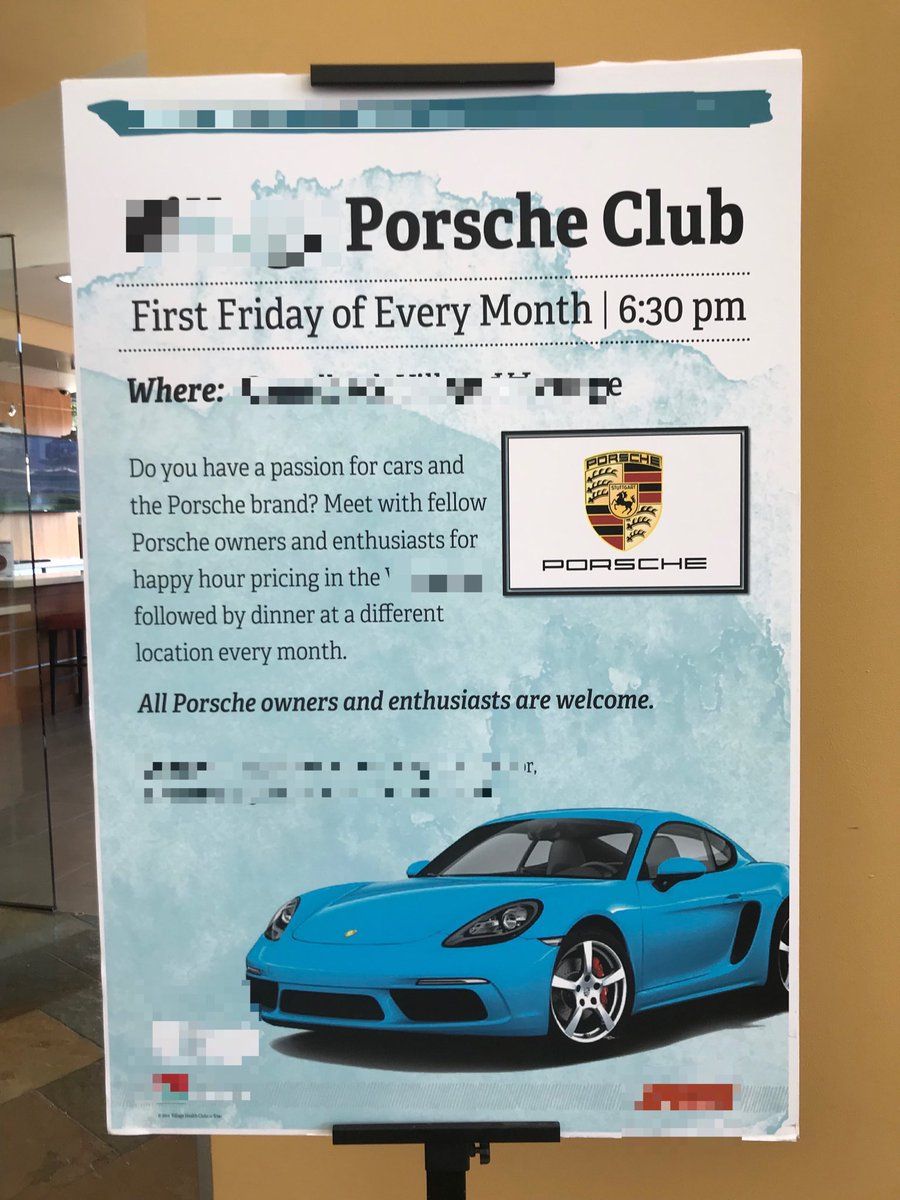 Porsche Club
First Friday of Every Month | 6:30 pm
Where:
Do you have a passion for cars and
the Porsche brand? Meet with fellow
Porsche owners and enthusiasts for
happy hour pricing in the
followed by dinner at a different
location every month.
All Porsche owners and enthusiasts are welcome.
PORSCHE
STUTTGART
PORSCHE